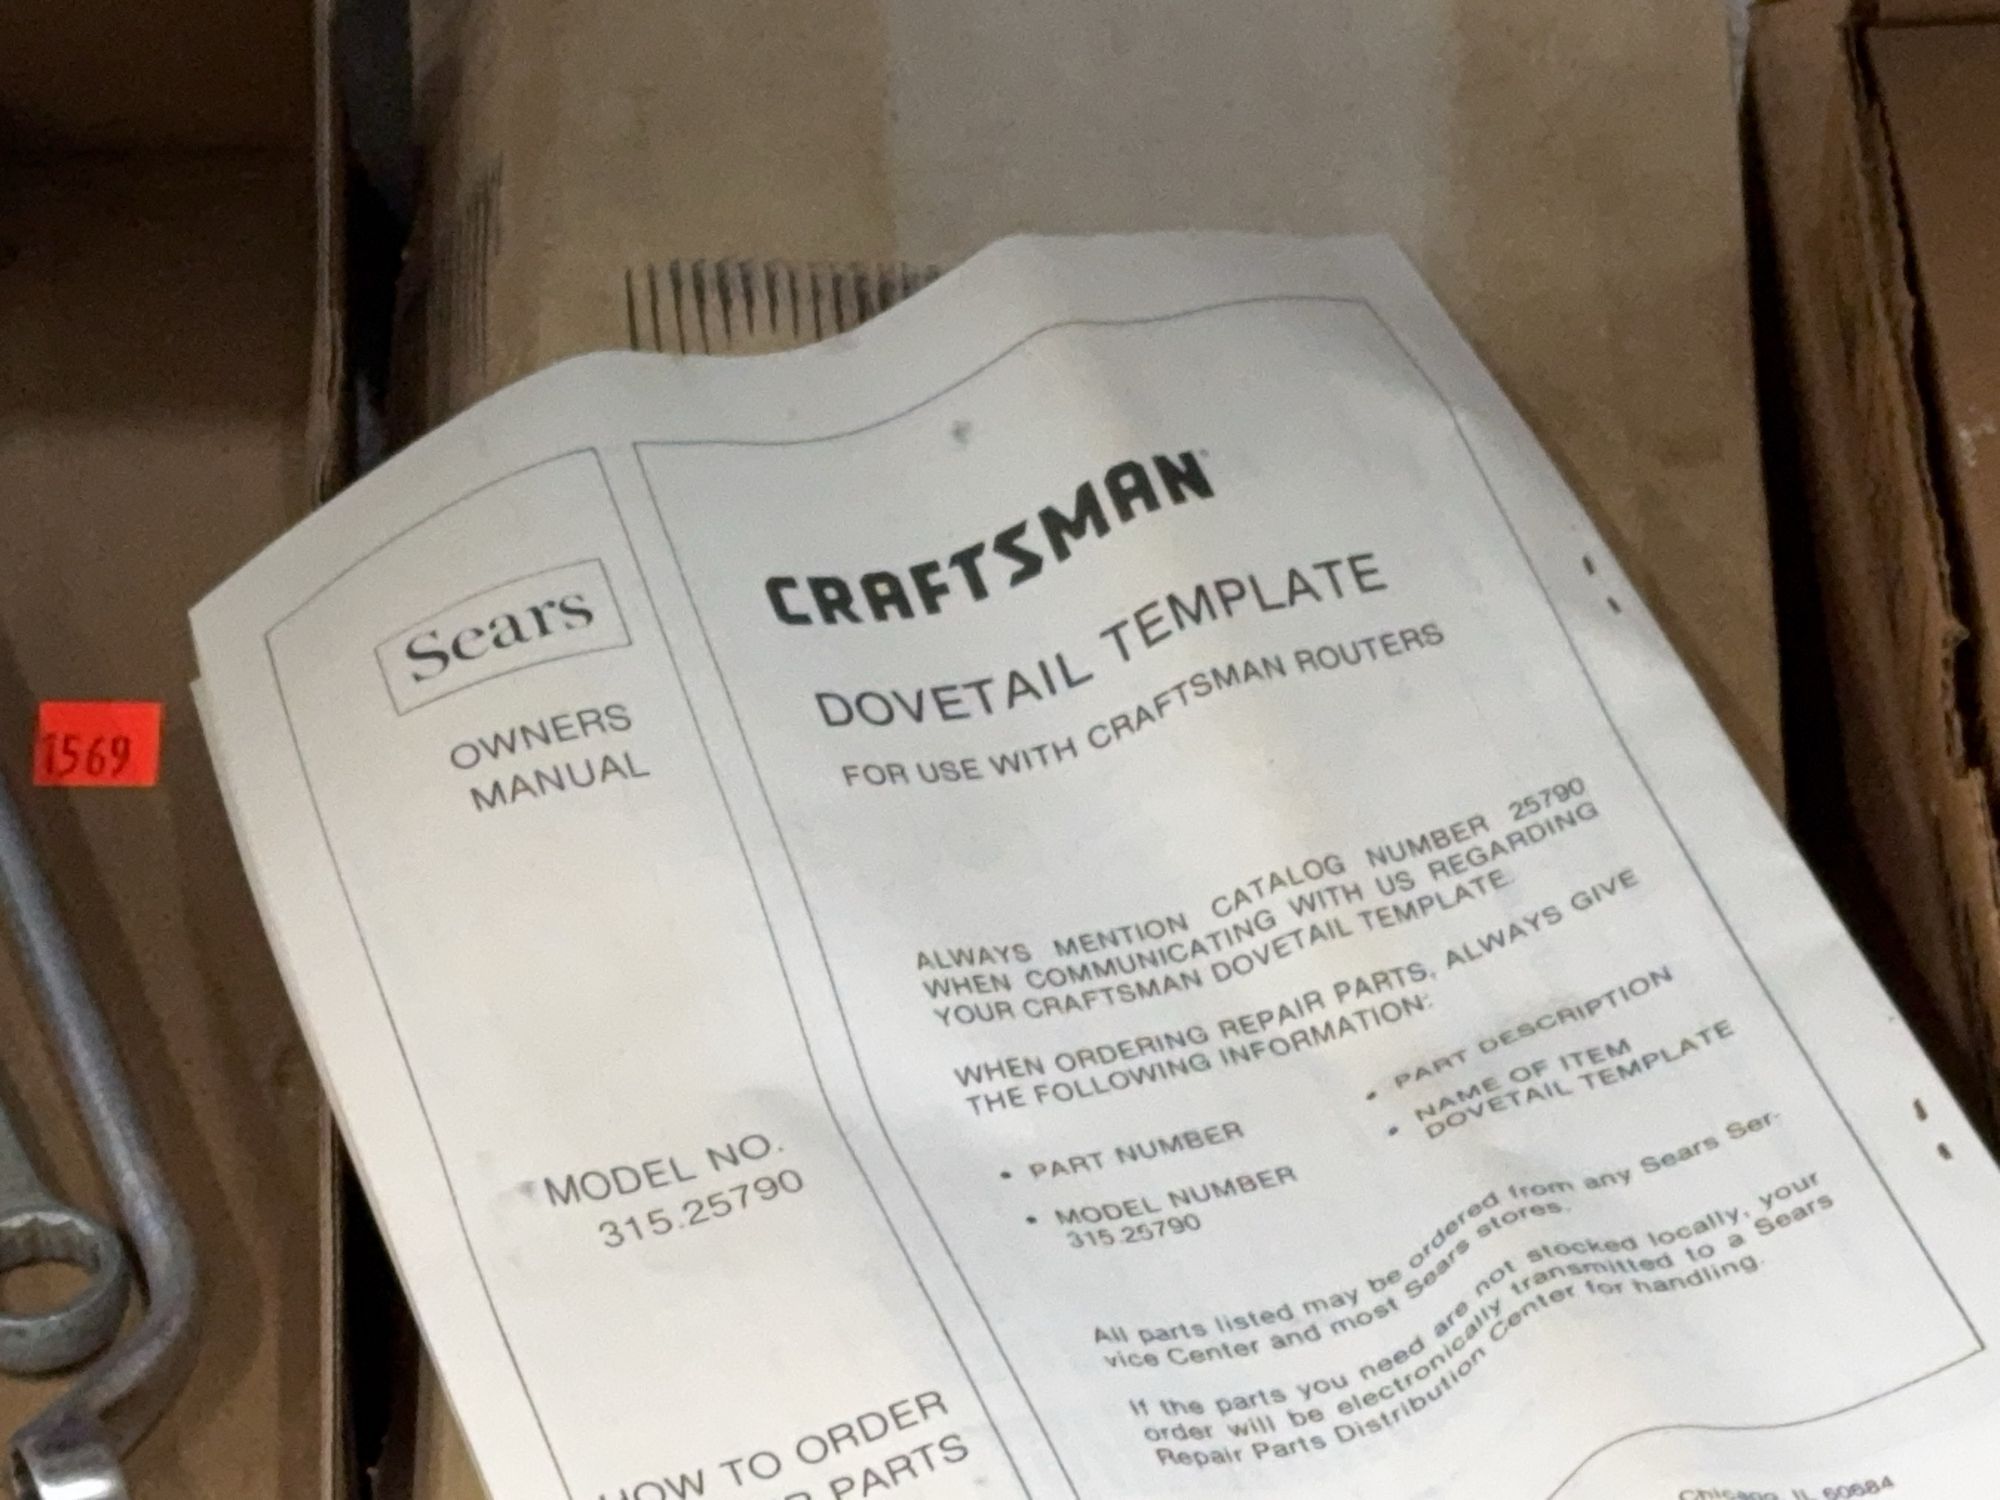 1569
Sears
OWNERS
MANUAL
MODEL NO.
315.25790
HOW TO ORDER
PARTS
CRAFTSMAN
DOVETAIL TEMPLATE
FOR USE WITH CRAFTSMAN ROUTERS
ALWAYS MENTION CATALOG NUMBER 25790
WHEN COMMUNICATING WITH US REGARDING
YOUR CRAFTSMAN DOVETAIL TEMPLATE.
WHEN ORDERING REPAIR PARTS, ALWAYS GIVE
THE FOLLOWING INFORMATION:
• PART NUMBER
• MODEL NUMBER
315.25790
• PART DESCRIPTION
• NAME OF ITEM
DOVETAIL TEMPLATE
All parts listed may be ordered from any Sears Ser-
vice Center and most Sears stores.
If the parts you need are not stocked locally, your
order will be electronically transmitted to a Sears
Repair Parts Distribution Center for handling.
Chicago, IL 60684